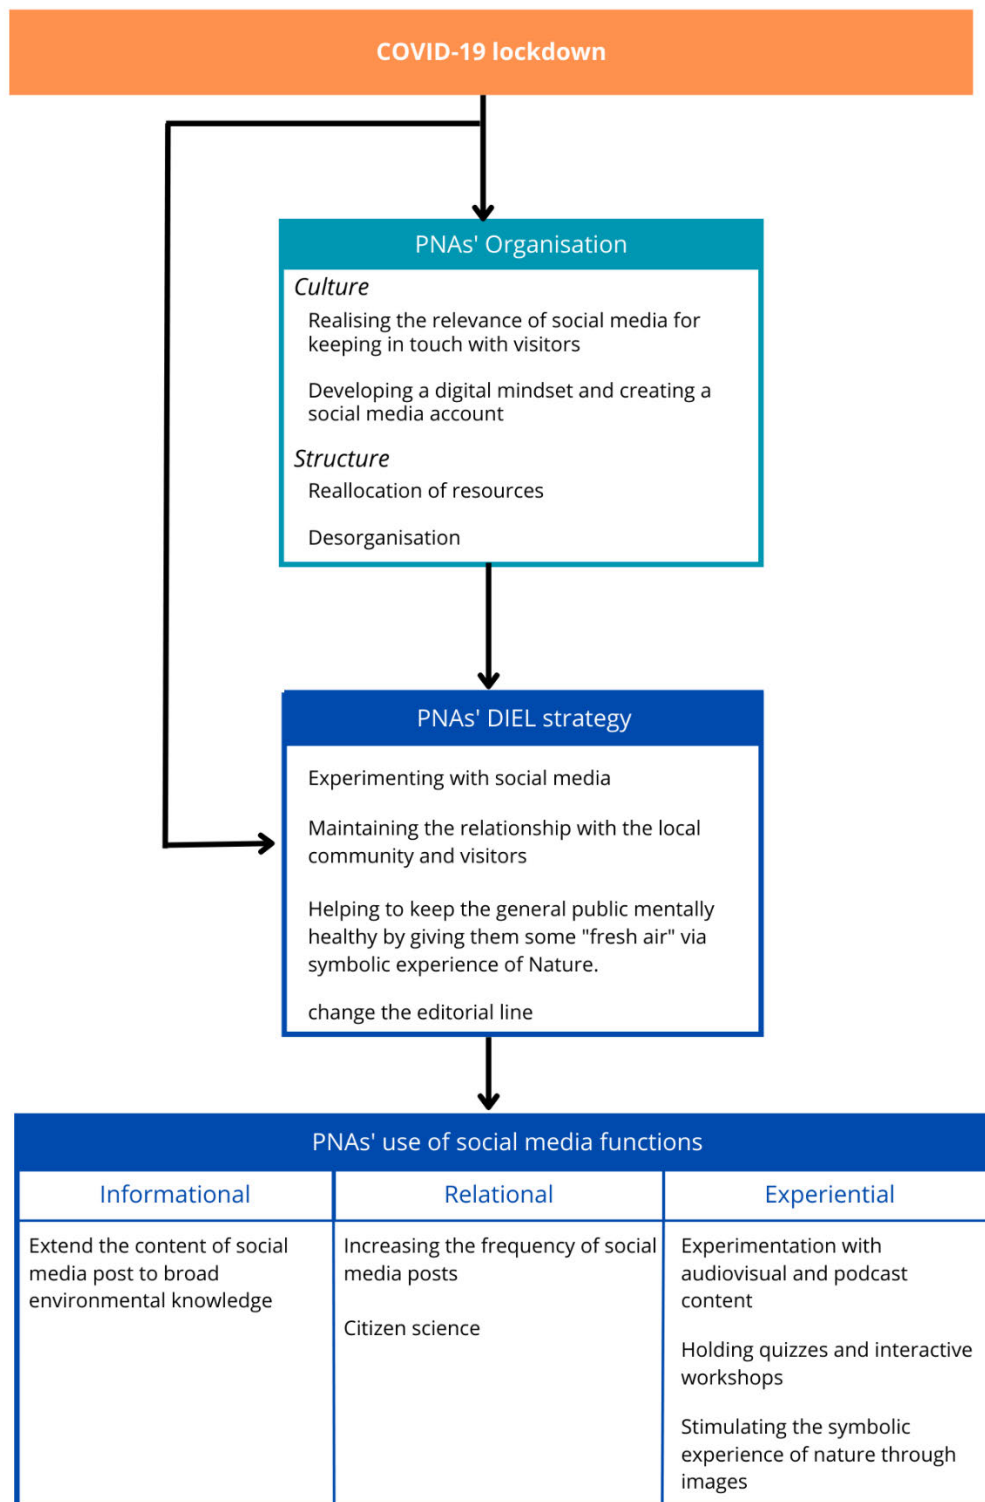 COVID-19 lockdown
PNAs' Organisation
Culture
Realising the relevance of social media for
keeping in touch with visitors
Developing a digital mindset and creating a
social media account
Structure
Reallocation of resources
Desorganisation
PNAs' DIEL strategy
Experimenting with social media
Maintaining the relationship with the local
community and visitors
Helping to keep the general public mentally
healthy by giving them some "fresh air" via
symbolic experience of Nature.
change the editorial line
PNAs' use of social media functions
Informational
Extend the content of social
media post to broad
environmental knowledge
Relational
Increasing the frequency of social
media posts
Citizen science
Experiential
Experimentation with
audiovisual and podcast
content
Holding quizzes and interactive
workshops
Stimulating the symbolic
experience of nature through
images